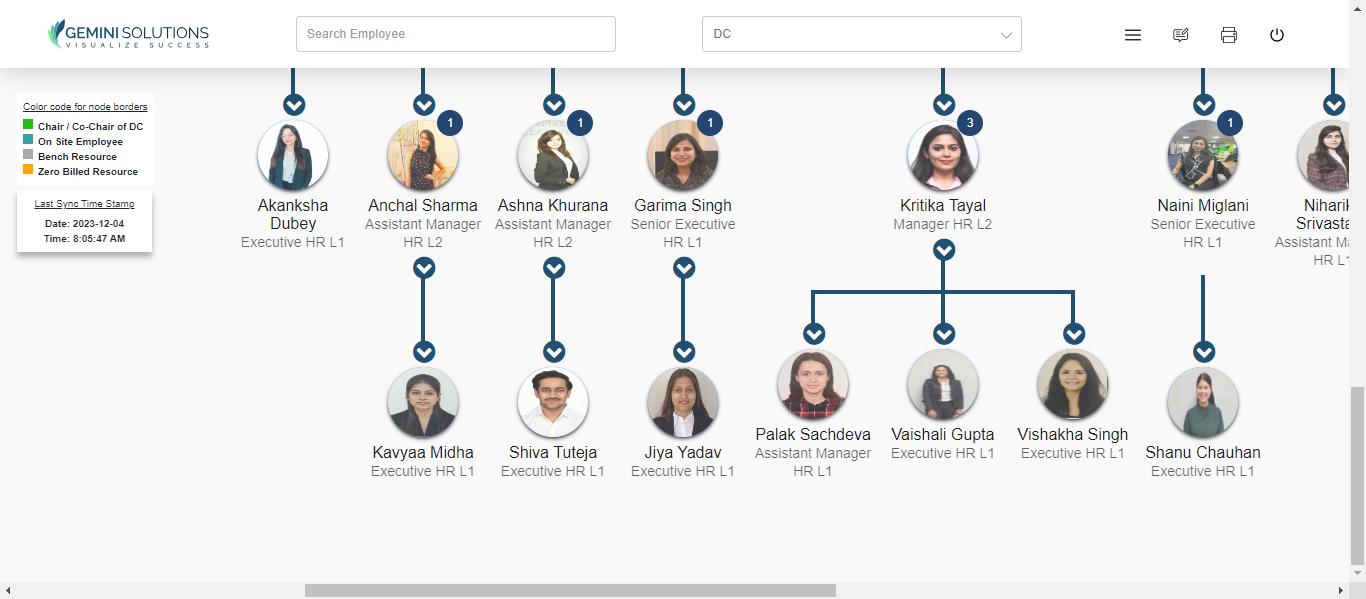 GEMINI SOLUTIONS
VISUALIZE SUCCESS
Search Employee
DC
Color code for node borders
Chair / Co-Chair of DC
On Site Employee
Bench Resource
Zero Billed Resource
Last Sync Time Stamp
Date: 2023-12-04
Time: 8:05:47 AM
Akanksha
Dubey
Executive HR L1
1
Anchal Sharma
Assistant Manager
HR L2
1
Ashna Khurana
Assistant Manager
HR L2
1
Garima Singh
Senior Executive
HR L1
3
Kritika Tayal
Manager HR L2
1
Naini Miglani
Senior Executive
HR L1
Niharik
Srivasta
Assistant Ma
HR L1
Kavyaa Midha
Executive HR L1
Shiva Tuteja
Executive HR L1
Jiya Yadav
Executive HR L1
Palak Sachdeva
Assistant Manager
HR L1
Vaishali Gupta
Executive HR L1
Vishakha Singh
Executive HR L1
Shanu Chauhan
Executive HR L1